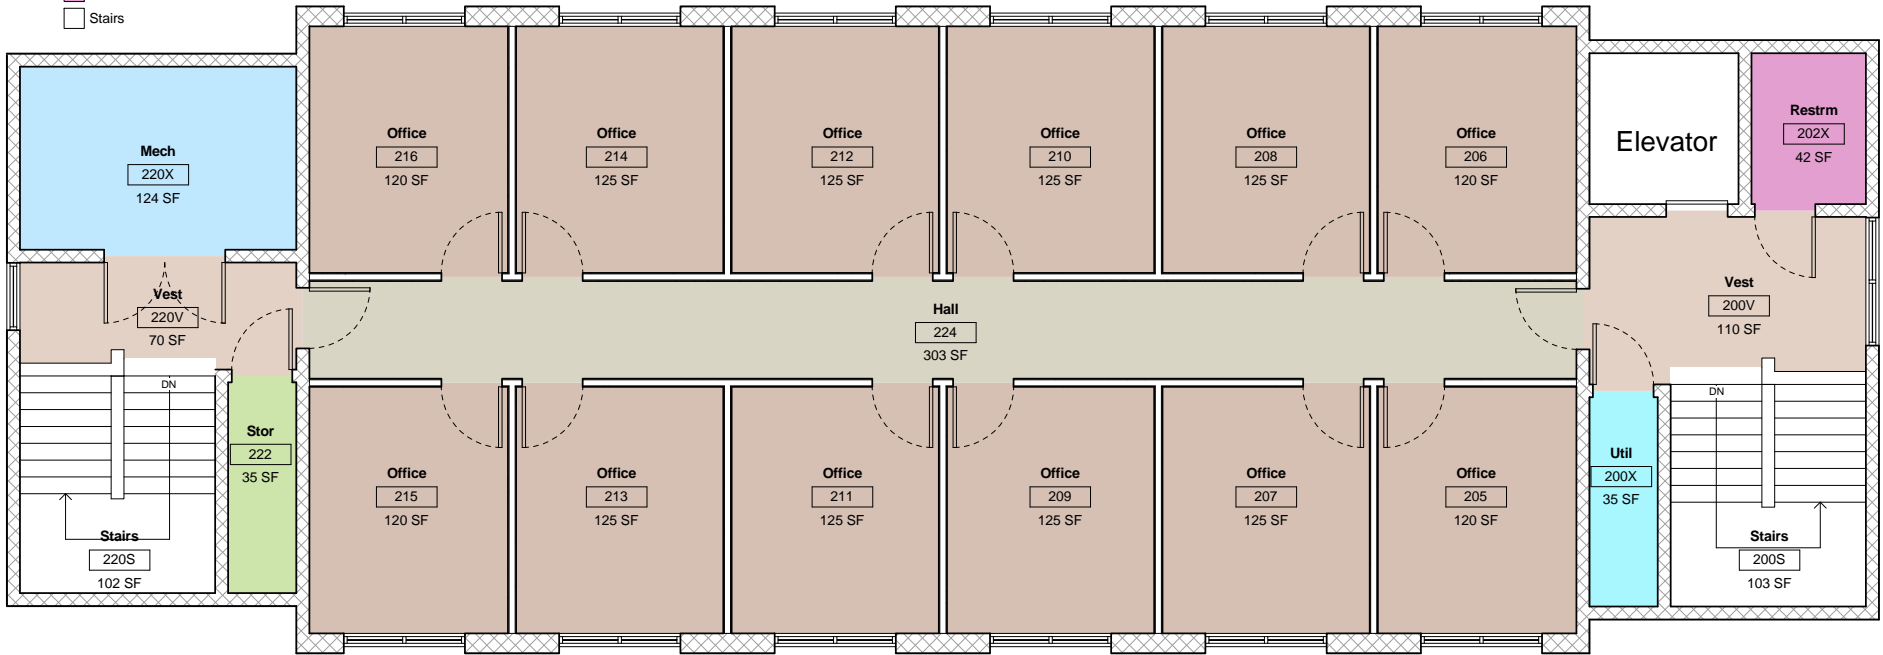 Stairs
Mech
220X
124 SF
Office
216
120 SF
Office
214
125 SF
Office
212
125 SF
Office
210
125 SF
Office
208
125 SF
Office
206
120 SF
Elevator
Restrm
202X
42 SF
Vest
220V
70 SF
Hall
224
303 SF
Vest
200V
110 SF
DN
Stor
222
35 SF
Stairs
220S
102 SF
Office
215
120 SF
Office
213
125 SF
Office
211
125 SF
Office
209
125 SF
Office
207
125 SF
Office
205
120 SF
Util
200X
35 SF
DN
Stairs
200S
103 SF